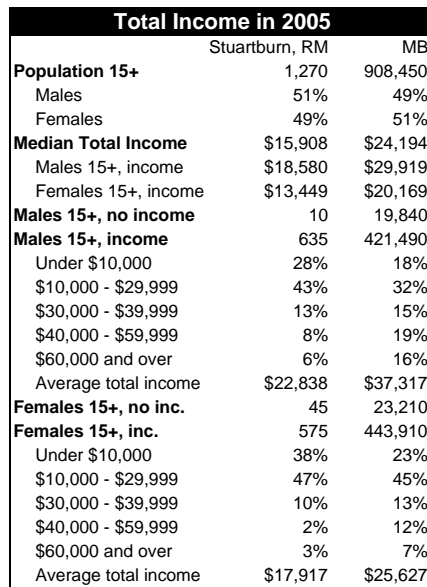 Total Income in 2005
Stuartburn, RM MB
Population 15+ 1,270 908,450
Males 51% 49%
Females 49% 51%
Median Total Income $15,908 $24,194
Males 15+, income $18,580 $29,919
Females 15+, income $13,449 $20,169
Males 15+, no income 10 19,840
Males 15+, income 635 421,490
Under $10,000 28% 18%
$10,000 - $29,999 43% 32%
$30,000 - $39,999 13% 15%
$40,000 - $59,999 8% 19%
$60,000 and over 6% 16%
Average total income $22,838 $37,317
Females 15+, no inc. 45 23,210
Females 15+, inc. 575 443,910
Under $10,000 38% 23%
$10,000 - $29,999 47% 45%
$30,000 - $39,999 10% 13%
$40,000 - $59,999 2% 12%
$60,000 and over 3% 7%
Average total income $17,917 $25,627